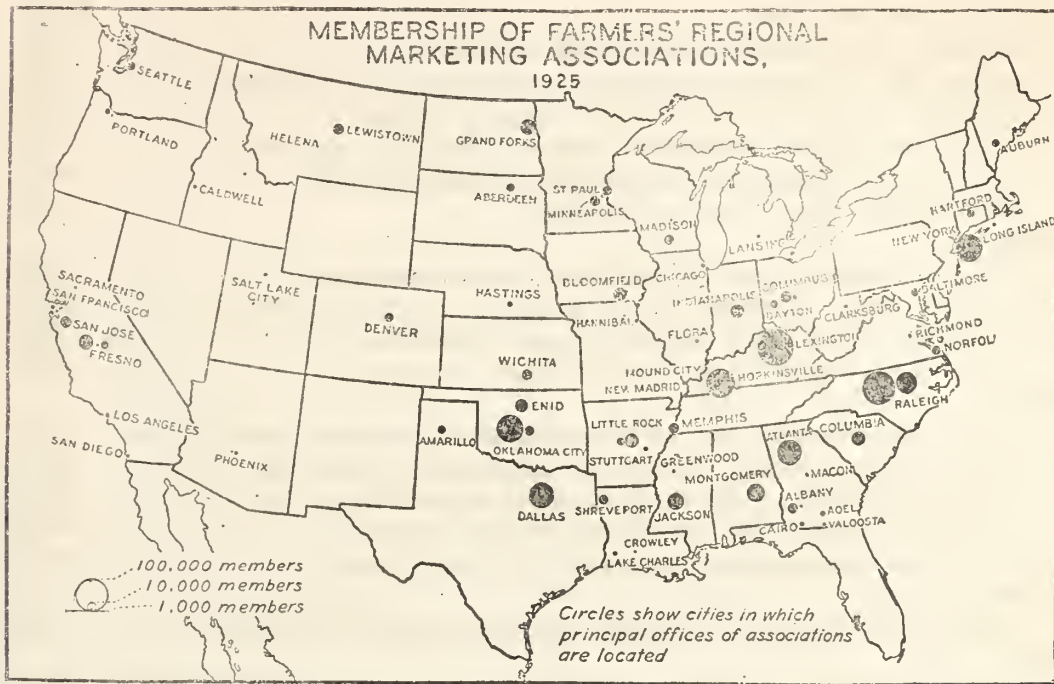 MEMBERSHIP OF FARMERS' REGIONAL
MARKETING ASSOCIATIONS,
1925
SEATTLE
PORTLAND
HELENA
LEWISTOWN
GRAND FORKS
AUBURN
CALDWELL
ABERDEEN
ST PAUL
MINNEAPOLIS
MADISON
LANSING
HARTFORD
NEW YORK
LONG ISLAND
SACRAMENTO
SAN FRANCISCO
SALT LAKE
CITY
HASTINGS
BLOOMFIELD
CHICAGO
INDIANAPOLIS
COLUMBUS
DAYTON
BALTIMORE
CLARKSBURG
SAN JOSE
FRESNO
DENVER
HANNIBAL
FLORA
LEXINGTON
RICHMOND
NORFOLK
WICHITA
MOUND CITY
NEW MADRID
HOPKINSVILLE
RALEIGH
LOS ANGELES
SAN DIEGO
PHOENIX
AMARILLO
ENID
OKLAHOMA CITY
LITTLE ROCK
STUTTGART
MEMPHIS
GREENWOOD
MONTGOMERY
ATLANTA
COLUMBIA
MACON
DALLAS
SHREVEPORT
JACKSON
ALBANY
CAIRO
ADEL
VALDOSTA
CROWLEY
LAKE CHARLES
100,000 members
10,000 members
1,000 members
Circles show cities in which
principal offices of associations
are located